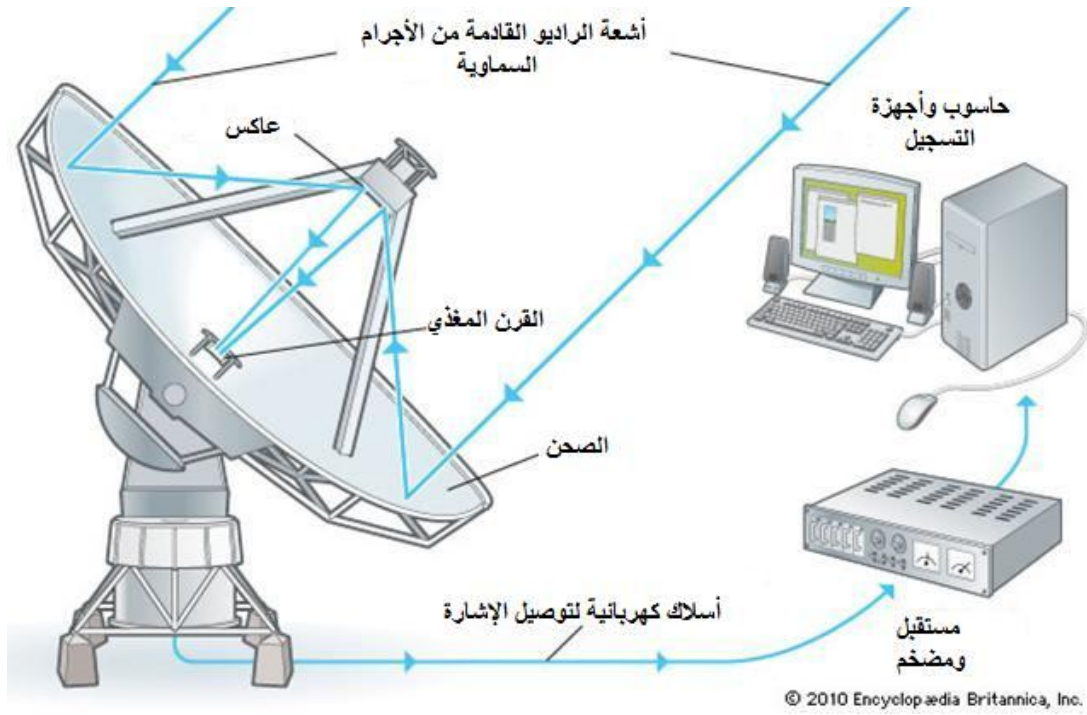 أشعة الراديو القادمة من الأجرام
السماوية
حاسوب وأجهزة
التسجيل
عاكس
القرن المغذي
الصحن
أسلاك كهربائية لتوصيل الإشارة
مستقبل
ومضخم
© 2010 Encyclopædia Britannica, Inc.